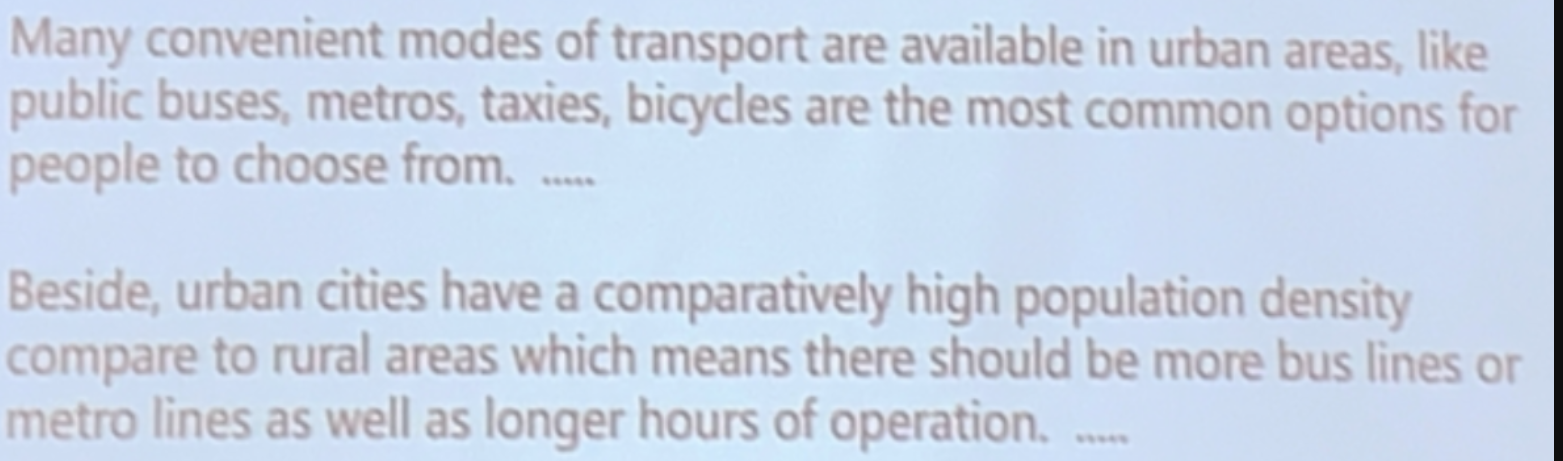 Many convenient modes of transport are available in urban areas, like
public buses, metros, taxies, bicycles are the most common options for
people to choose from. .....
Beside, urban cities have a comparatively high population density
compare to rural areas which means there should be more bus lines or
metro lines as well as longer hours of operation. .....